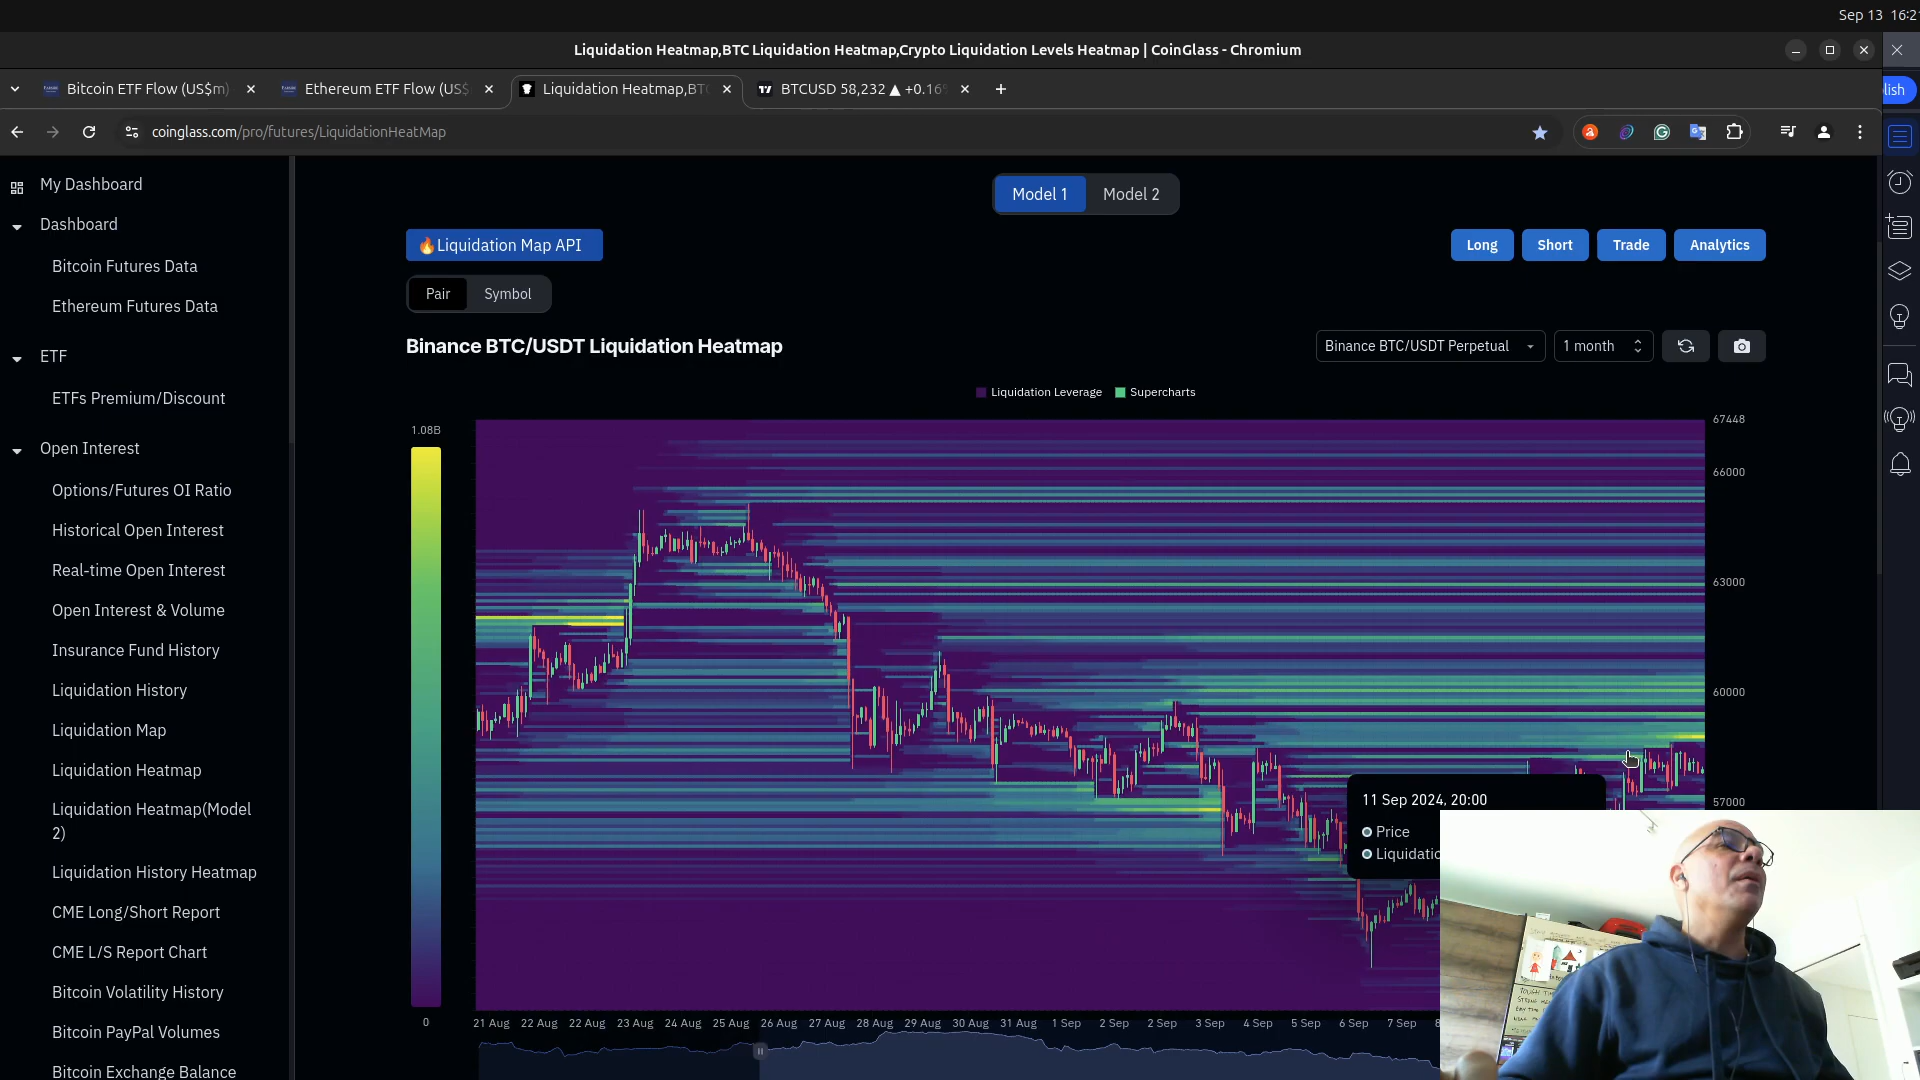 Sep 13 16:2
Liquidation Heatmap,BTC Liquidation Heatmap,Crypto Liquidation Levels Heatmap | CoinGlass - Chromium
Bitcoin ETF Flow (US$m)
Ethereum ETF Flow (US$
Liquidation Heatmap,BTC
BTCUSD 58,232 ▲ +0.16%
lish
coinglass.com/pro/futures/LiquidationHeatMap
My Dashboard
Dashboard
Bitcoin Futures Data
Ethereum Futures Data
ETF
ETFs Premium/Discount
Open Interest
Options/Futures OI Ratio
Historical Open Interest
Real-time Open Interest
Open Interest & Volume
Insurance Fund History
Liquidation History
Liquidation Map
Liquidation Heatmap
Liquidation Heatmap(Model
2)
Liquidation History Heatmap
CME Long/Short Report
CME L/S Report Chart
Bitcoin Volatility History
Bitcoin PayPal Volumes
Bitcoin Exchange Balance
Model 1
Model 2
🔥Liquidation Map API
Long
Short
Trade
Analytics
Pair
Symbol
Binance BTC/USDT Liquidation Heatmap
Binance BTC/USDT Perpetual
1 month
Liquidation Leverage
Supercharts
1.08B
0
67448
66000
63000
60000
57000
11 Sep 2024, 20:00
Price
Liquidatio
21 Aug 22 Aug 22 Aug 23 Aug 24 Aug 25 Aug 26 Aug 27 Aug 28 Aug 29 Aug 30 Aug 31 Aug 1 Sep 2 Sep 2 Sep 3 Sep 4 Sep 5 Sep 6 Sep 7 Sep 8